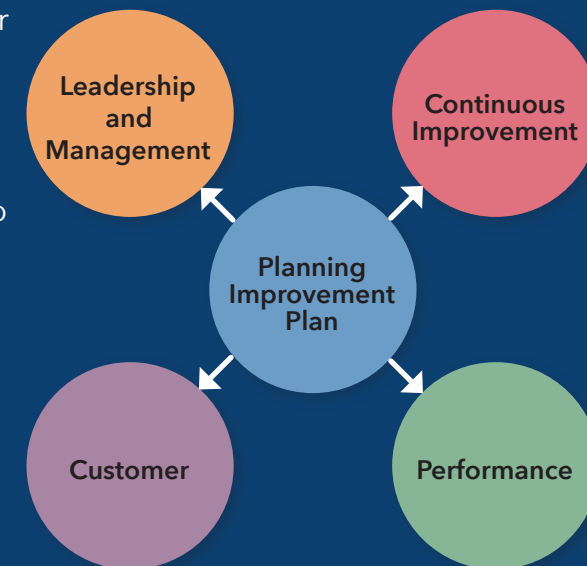 Leadership
and
Management
Continuous
Improvement
Planning
Improvement
Plan
Customer
Performance